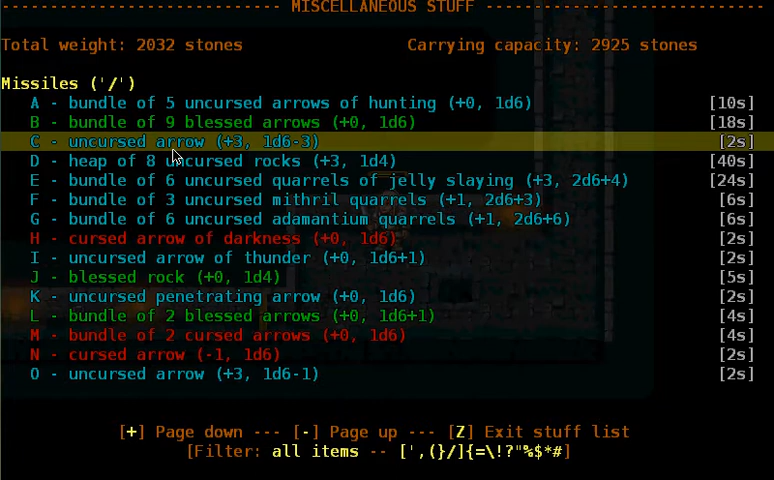 ---------------------------- MISCELLANEOUS STUFF ----------------------------
Total weight: 2032 stones Carrying capacity: 2925 stones
Missiles ('/')
A - bundle of 5 uncursed arrows of hunting (+0, 1d6) [10s]
B - bundle of 9 blessed arrows (+0, 1d6) [18s]
C - uncursed arrow (+3, 1d6-3) [2s]
D - heap of 8 uncursed rocks (+3, 1d4) [40s]
E - bundle of 6 uncursed quarrels of jelly slaying (+3, 2d6+4) [24s]
F - bundle of 3 uncursed mithril quarrels (+1, 2d6+3) [6s]
G - bundle of 6 uncursed adamantium quarrels (+1, 2d6+6) [6s]
H - cursed arrow of darkness (+0, 1d6) [2s]
I - uncursed arrow of thunder (+0, 1d6+1) [2s]
J - blessed rock (+0, 1d4) [5s]
K - uncursed penetrating arrow (+0, 1d6) [2s]
L - bundle of 2 blessed arrows (+0, 1d6+1) [4s]
M - bundle of 2 cursed arrows (+0, 1d6) [4s]
N - cursed arrow (-1, 1d6) [2s]
O - uncursed arrow (+3, 1d6-1) [2s]
[+] Page down --- [-] Page up --- [Z] Exit stuff list
[Filter: all items -- [',(}/]{=\!?"%$*#]